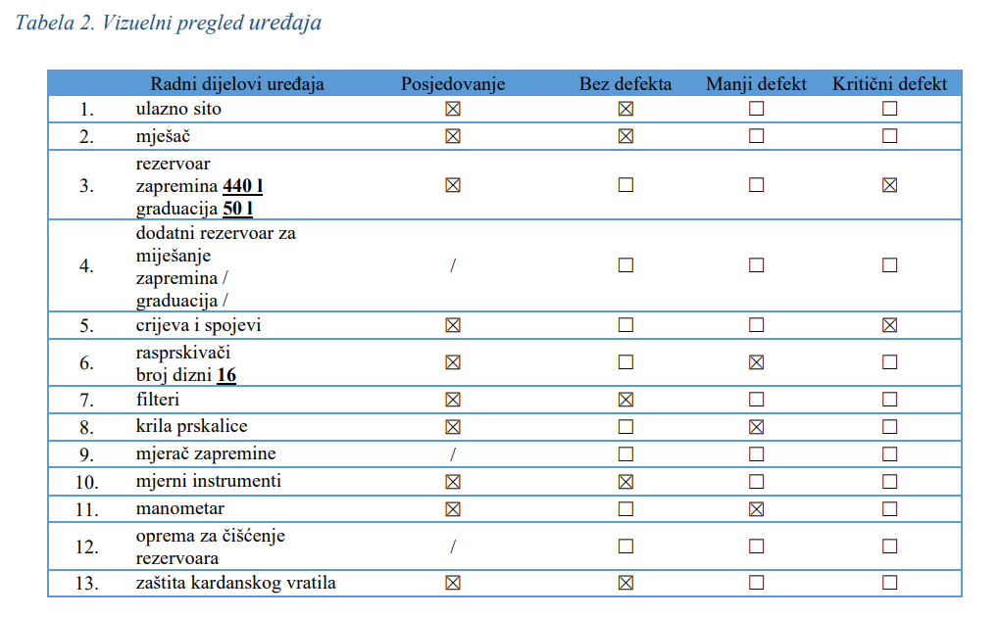 Tabela 2. Vizuelni pregled uređaja
Radni dijelovi uređaja Posjedovanje Bez defekta Manji defekt Kritični defekt
1. ulazno sito ☒ ☒ ☐ ☐
2. mješač ☒ ☒ ☐ ☐
rezervoar
3. zapremina 440 l ☒ ☐ ☐ ☒
graduacija 50 l
dodatni rezervoar za
miješanje
4. / ☐ ☐ ☐
zapremina /
graduacija /
5. crijeva i spojevi ☒ ☐ ☐ ☒
6. rasprskivači ☒ ☐ ☒ ☐
broj dizni 16
7. filteri ☒ ☒ ☐ ☐
8. krila prskalice ☒ ☐ ☒ ☐
9. mjerač zapremine / ☐ ☐ ☐
10. mjerni instrumenti ☒ ☒ ☐ ☐
11. manometar ☒ ☐ ☒ ☐
12. oprema za čišćenje / ☐ ☐ ☐
rezervoara
13. zaštita kardanskog vratila ☒ ☒ ☐ ☐